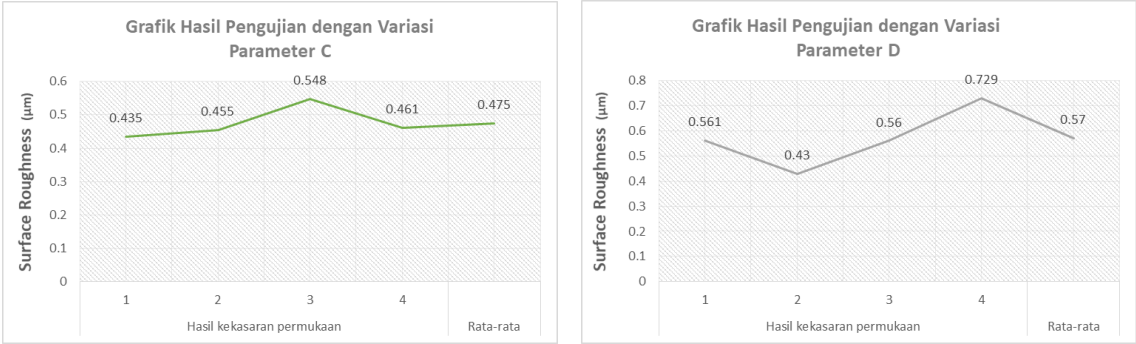 Grafik Hasil Pengujian dengan Variasi
Parameter C
Surface Roughness (μm)
0.6
0.5
0.4
0.3
0.2
0.1
0
0.435
0.455
0.548
0.461
0.475
1 2 3 4
Hasil kekasaran permukaan Rata-rata
Grafik Hasil Pengujian dengan Variasi
Parameter D
Surface Roughness (μm)
0.8
0.7
0.6
0.5
0.4
0.3
0.2
0.1
0
0.561
0.43
0.56
0.729
0.57
1 2 3 4
Hasil kekasaran permukaan Rata-rata